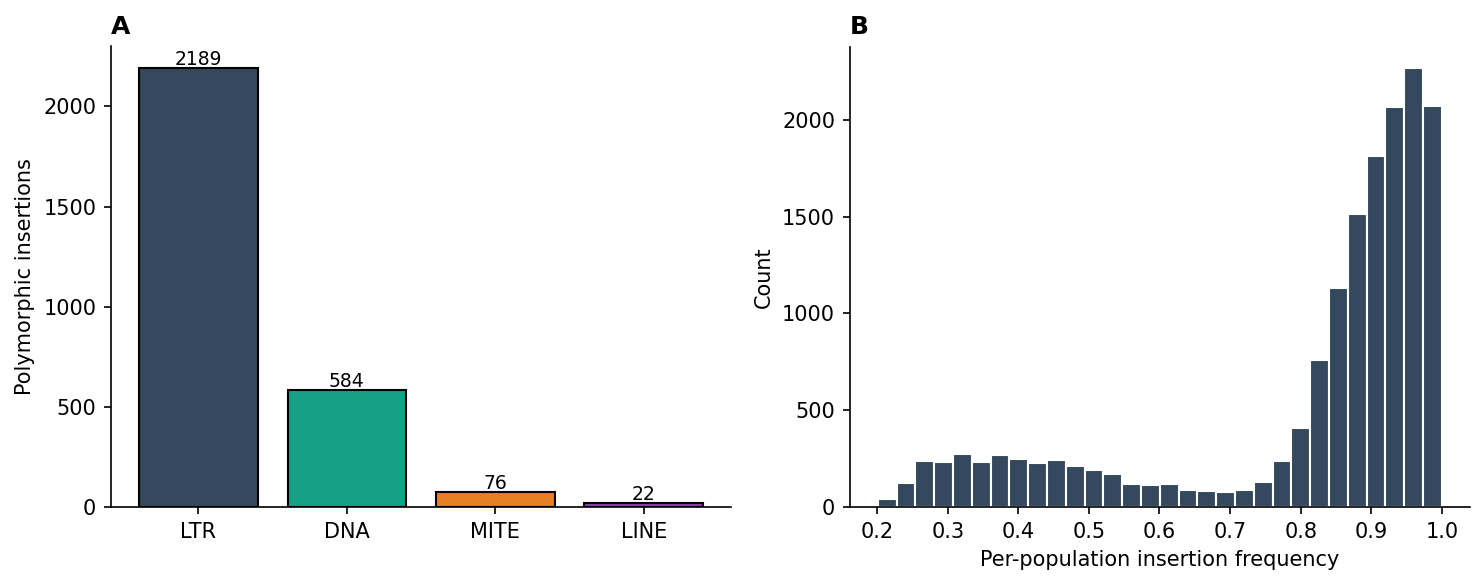 A
Polymorphic insertions
2000
1500
1000
500
0
2189
584
76
22
LTR DNA MITE LINE
B
Count
2000
1500
1000
500
0
0.2 0.3 0.4 0.5 0.6 0.7 0.8 0.9 1.0
Per-population insertion frequency